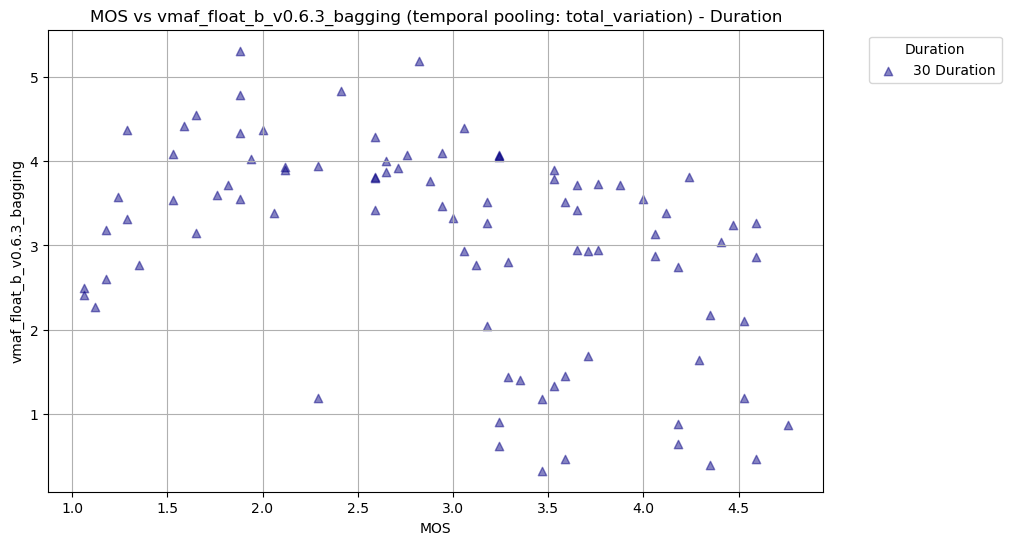 MOS vs vmaf_float_b_v0.6.3_bagging (temporal pooling: total_variation) - Duration
Duration
30 Duration
vmaf_float_b_v0.6.3_bagging
5
4
3
2
1
1.0 1.5 2.0 2.5 3.0 3.5 4.0 4.5
MOS